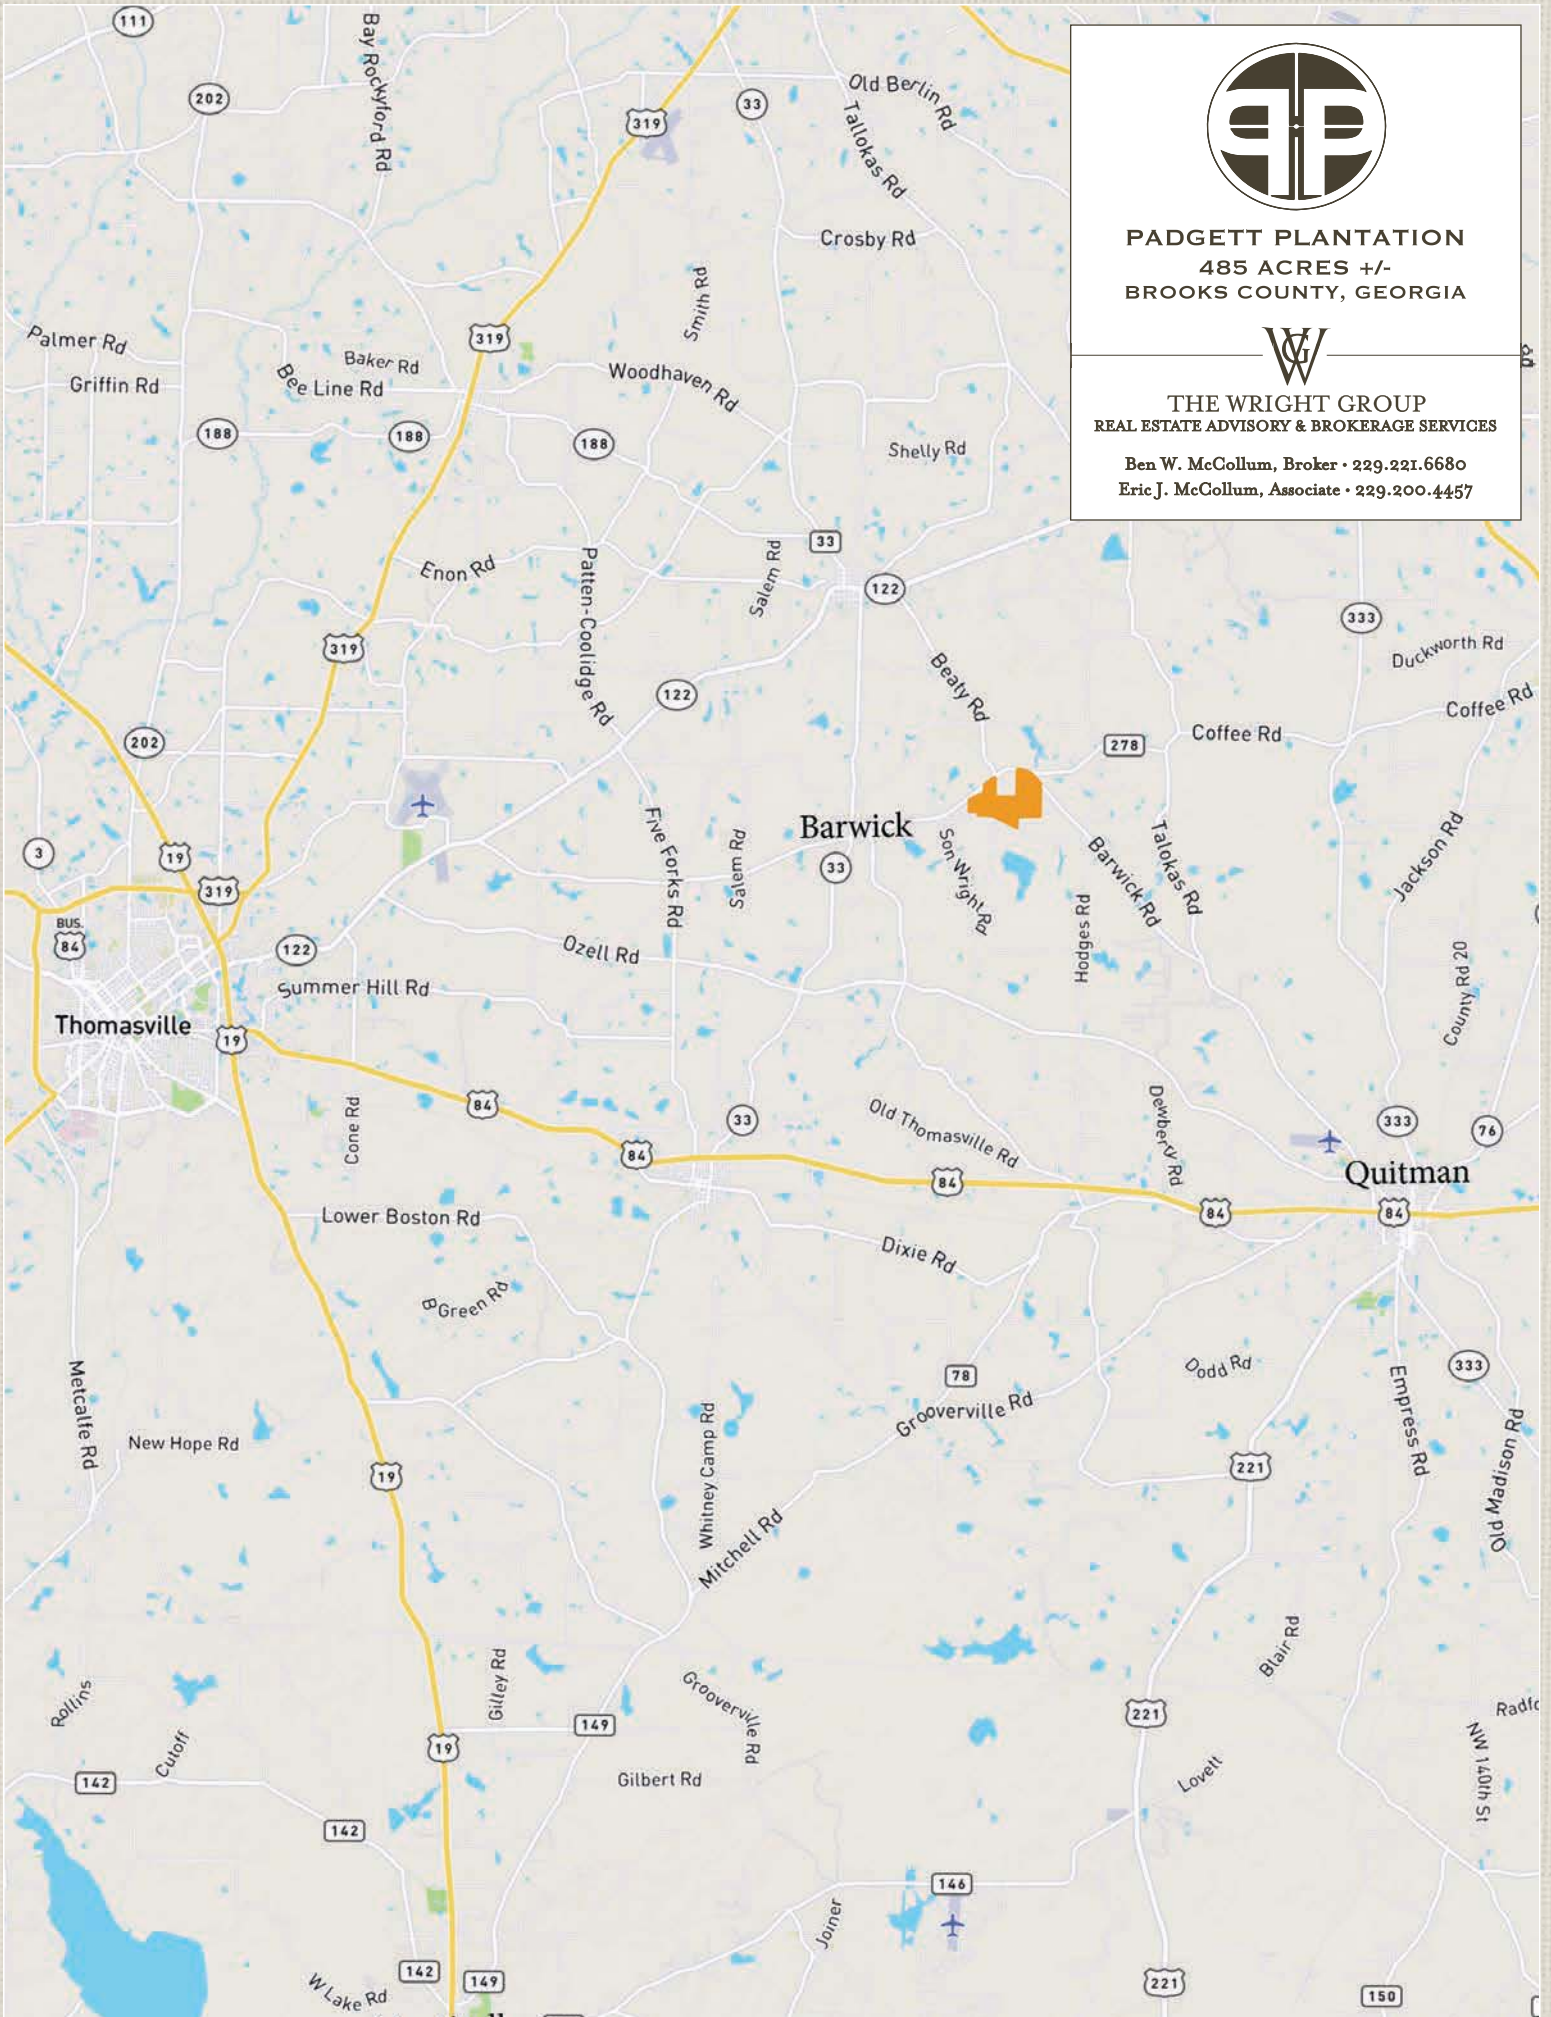 111
Bay Rockyford Rd
202
319
33
Old Berlin Rd
Tallokas Rd
Crosby Rd
Smith Rd
PADGETT PLANTATION
485 ACRES +/-
BROOKS COUNTY, GEORGIA
THE WRIGHT GROUP
REAL ESTATE ADVISORY & BROKERAGE SERVICES
Ben W. McCollum, Broker • 229.221.6680
Eric J. McCollum, Associate • 229.200.4457
Rd
Palmer Rd
Griffin Rd
Baker Rd
Bee Line Rd
319
Woodhaven Rd
188
188
188
Shelly Rd
33
Enon Rd
Patten-Coolidge Rd
Salem Rd
122
333
Duckworth Rd
Coffee Rd
319
122
Beaty Rd
202
278
Coffee Rd
3
19
319
Five Forks Rd
Salem Rd
Barwick
33
Son Wright Rd
Barwick Rd
Talokas Rd
Jackson Rd
Hodges Rd
BUS.
84
122
Ozell Rd
Summer Hill Rd
County Rd 20
Thomasville
19
84
Cone Rd
84
33
Old Thomasville Rd
84
Dewberry Rd
333
76
Quitman
84
84
Lower Boston Rd
Dixie Rd
B Green Rd
78
Grooverville Rd
Dodd Rd
333
Empress Rd
Old Madison Rd
Metcalfe Rd
New Hope Rd
19
Whitney Camp Rd
221
Mitchell Rd
Blair Rd
Rollins
Cutoff
Gilley Rd
149
Grooverville Rd
221
Radfo
NW 140th St
19
142
Gilbert Rd
Lovett
142
146
Joiner
142
149
W Lake Rd
221
150